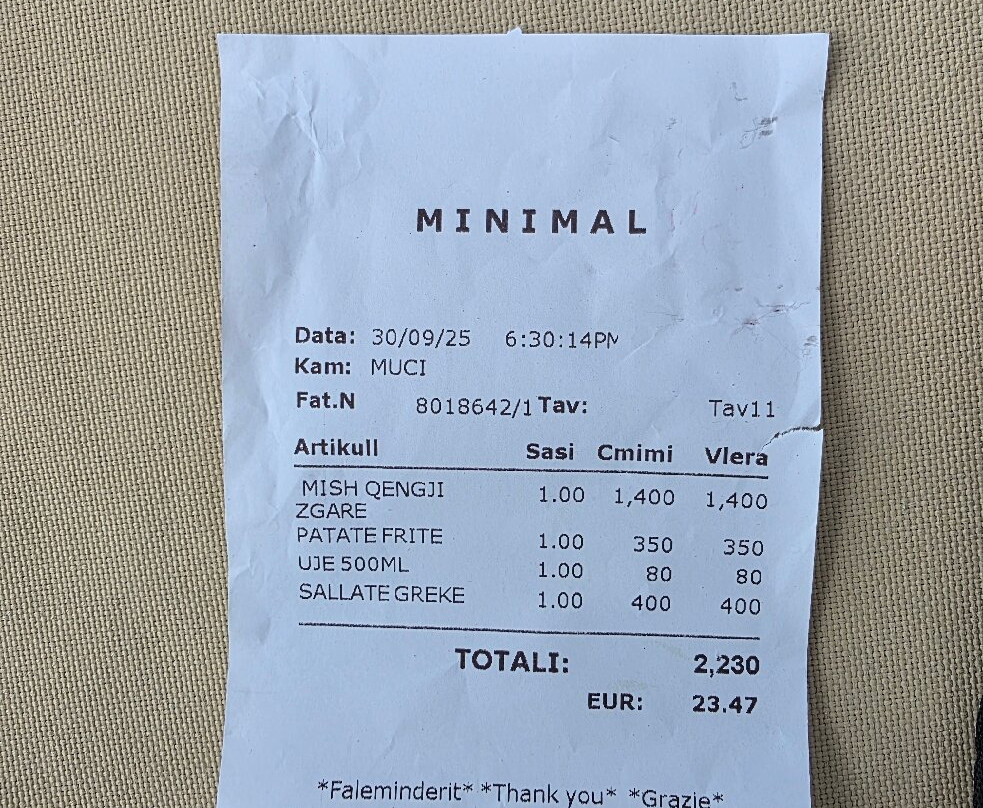 MINIMAL
Data: 30/09/25 6:30:14PM
Kam: MUCI
Fat.N 8018642/1 Tav: Tav11
Artikull Sasi Cmimi Vlera
MISH QENGJI 1.00 1,400 1,400
ZGARE
PATATE FRITE 1.00 350 350
UJE 500ML 1.00 80 80
SALLATE GREKE 1.00 400 400
TOTALI: 2,230
EUR: 23.47
*Faleminderit* *Thank you* *Grazie*